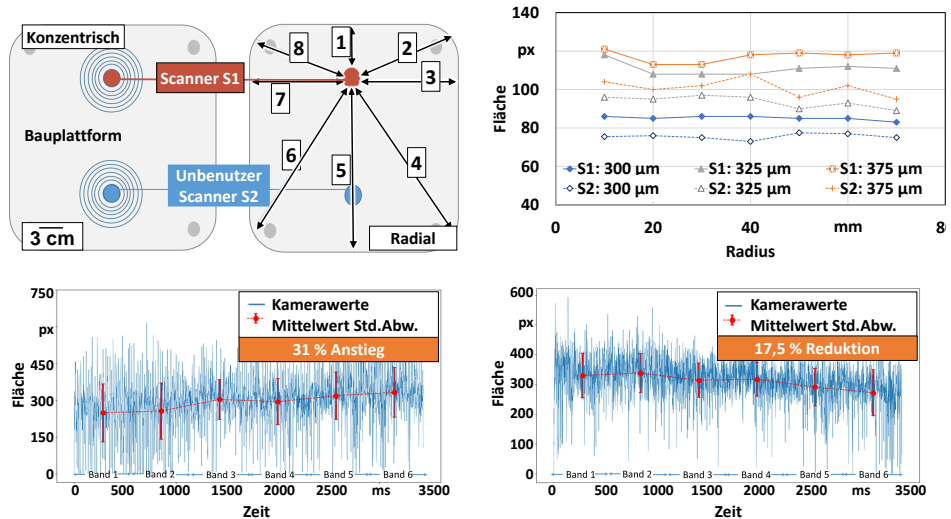 Konzentrisch
Scanner S1
Bauplattform
Unbenutzer
Scanner S2
3 cm
1
2
3
4
5
6
7
8
Radial
140
px
100
80
60
40
Fläche
S1: 300 µm
S1: 325 µm
S1: 375 µm
S2: 300 µm
S2: 325 µm
S2: 375 µm
0
20
40
mm
80
Radius
750
px
450
300
150
0
Fläche
Kamerawerte
Mittelwert Std.Abw.
31 % Anstieg
Band 1
Band 2
Band 3
Band 4
Band 5
Band 6
0
500
1000
1500
2000
2500
ms
3500
Zeit
600
px
400
300
200
100
0
Fläche
Kamerawerte
Mittelwert Std.Abw.
17,5 % Reduktion
Band 1
Band 2
Band 3
Band 4
Band 5
Band 6
0
500
1000
1500
2000
2500
ms
3500
Zeit